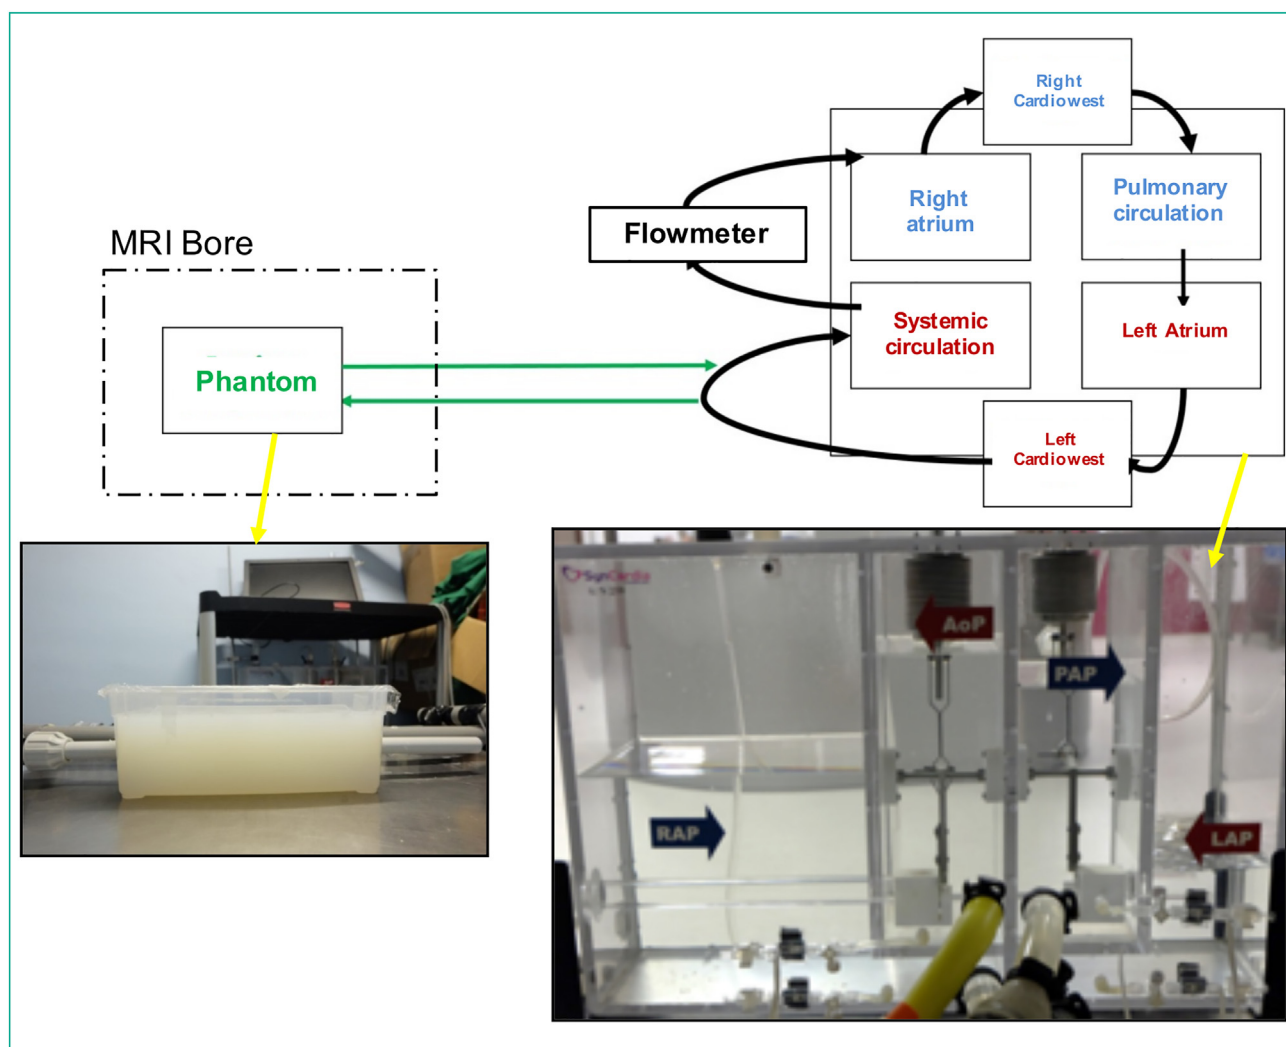 Right
Cardiowest
Right
atrium
Pulmonary
circulation
Flowmeter
MRI Bore
Systemic
circulation
Left Atrium
Phantom
Left
Cardiowest
SynCardia
AoP
PAP
RAP
LAP